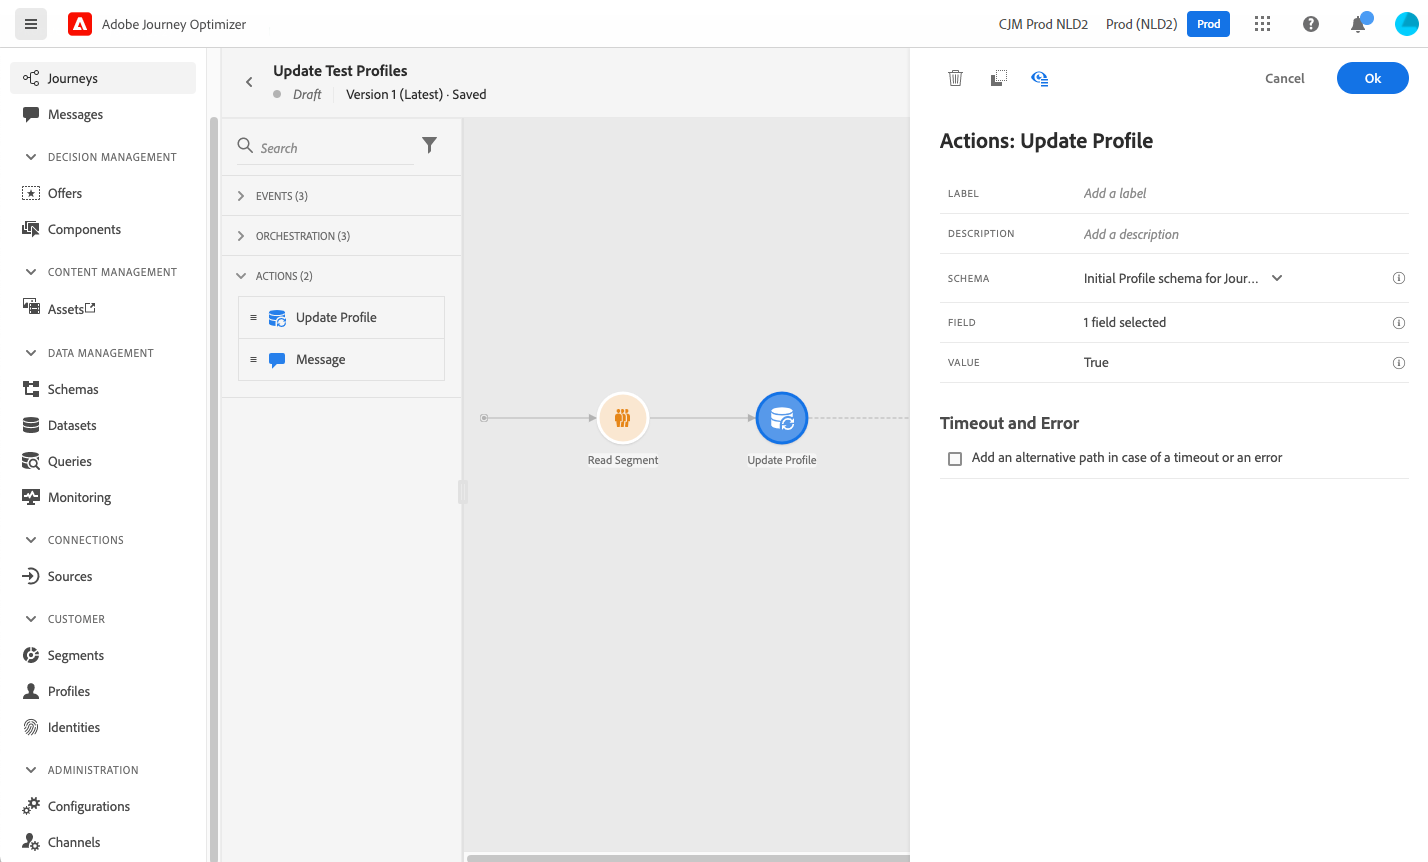 Adobe Journey Optimizer
CJM Prod NLD2
Prod (NLD2)
Prod
Journeys
Messages
DECISION MANAGEMENT
Offers
Components
CONTENT MANAGEMENT
Assets
DATA MANAGEMENT
Schemas
Datasets
Queries
Monitoring
CONNECTIONS
Sources
CUSTOMER
Segments
Profiles
Identities
ADMINISTRATION
Configurations
Channels
Update Test Profiles
Draft
Version 1 (Latest) · Saved
Search
EVENTS (3)
ORCHESTRATION (3)
ACTIONS (2)
Update Profile
Message
Read Segment
Update Profile
Cancel
Ok
Actions: Update Profile
LABEL
Add a label
DESCRIPTION
Add a description
SCHEMA
Initial Profile schema for Jour...
FIELD
1 field selected
VALUE
True
Timeout and Error
Add an alternative path in case of a timeout or an error